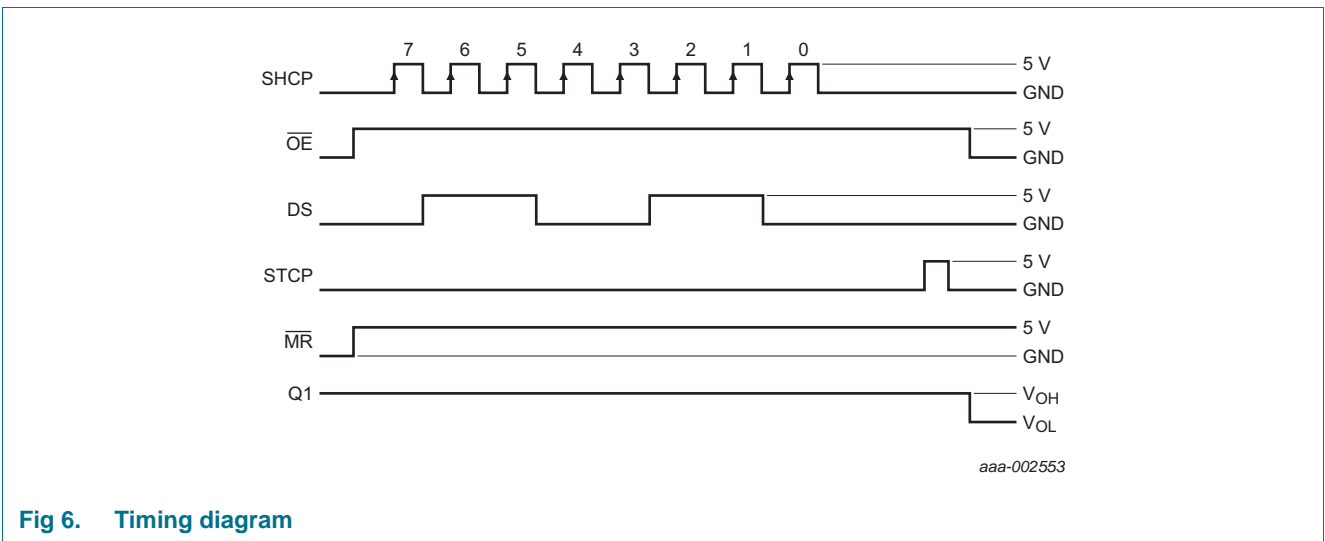 7 6 5 4 3 2 1 0
SHCP
5 V
GND
OE
5 V
GND
DS
5 V
GND
STCP
5 V
GND
MR
5 V
GND
Q1
VOH
VOL
aaa-002553
Fig 6. Timing diagram